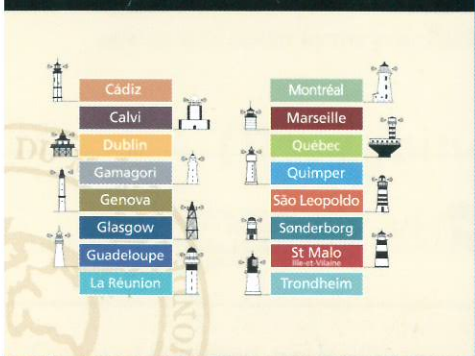 Cádiz
Calvi
Dublin
Gamagori
Genova
Glasgow
Guadeloupe
La Réunion
Montréal
Marseille
Québec
Quimper
São Leopoldo
Sønderborg
St Malo
Ille-et-Vilaine
Trondheim